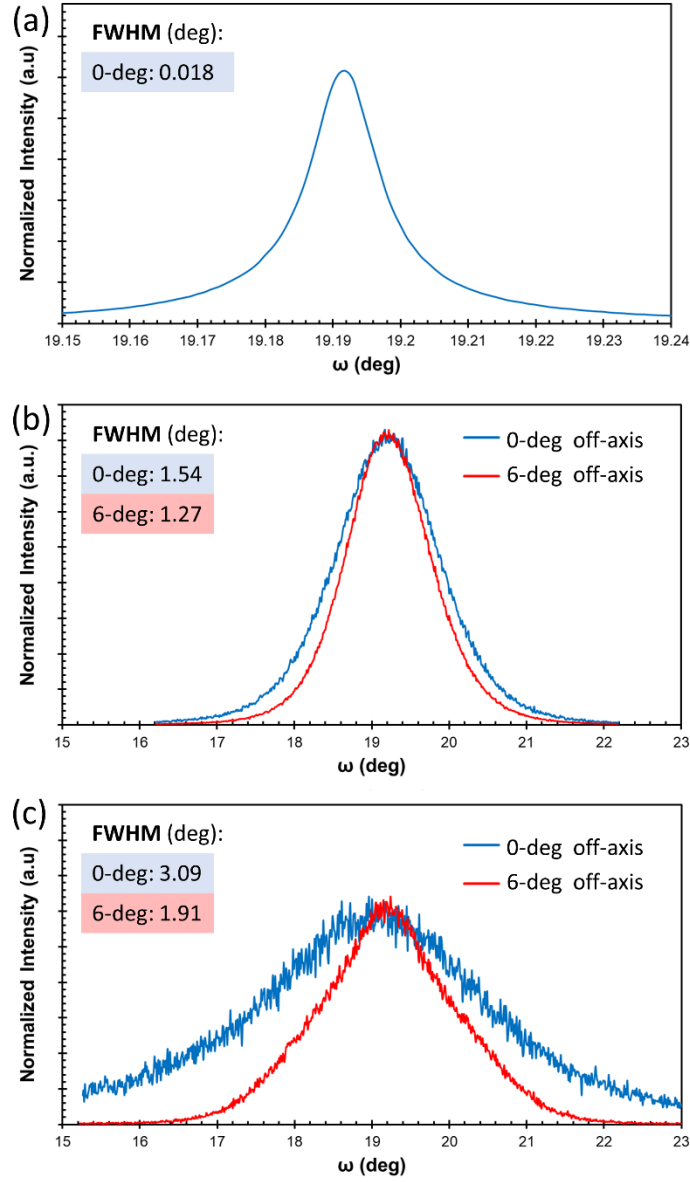 (a)
FWHM (deg):
0-deg: 0.018
Normalized Intensity (a.u)
19.15 19.16 19.17 19.18 19.19 19.2 19.21 19.22 19.23 19.24
ω (deg)
(b)
FWHM (deg):
0-deg: 1.54
6-deg: 1.27
0-deg off-axis
6-deg off-axis
Normalized Intensity (a.u.)
15 16 17 18 19 20 21 22 23
ω (deg)
(c)
FWHM (deg):
0-deg: 3.09
6-deg: 1.91
0-deg off-axis
6-deg off-axis
Normalized Intensity (a.u)
15 16 17 18 19 20 21 22 23
ω (deg)